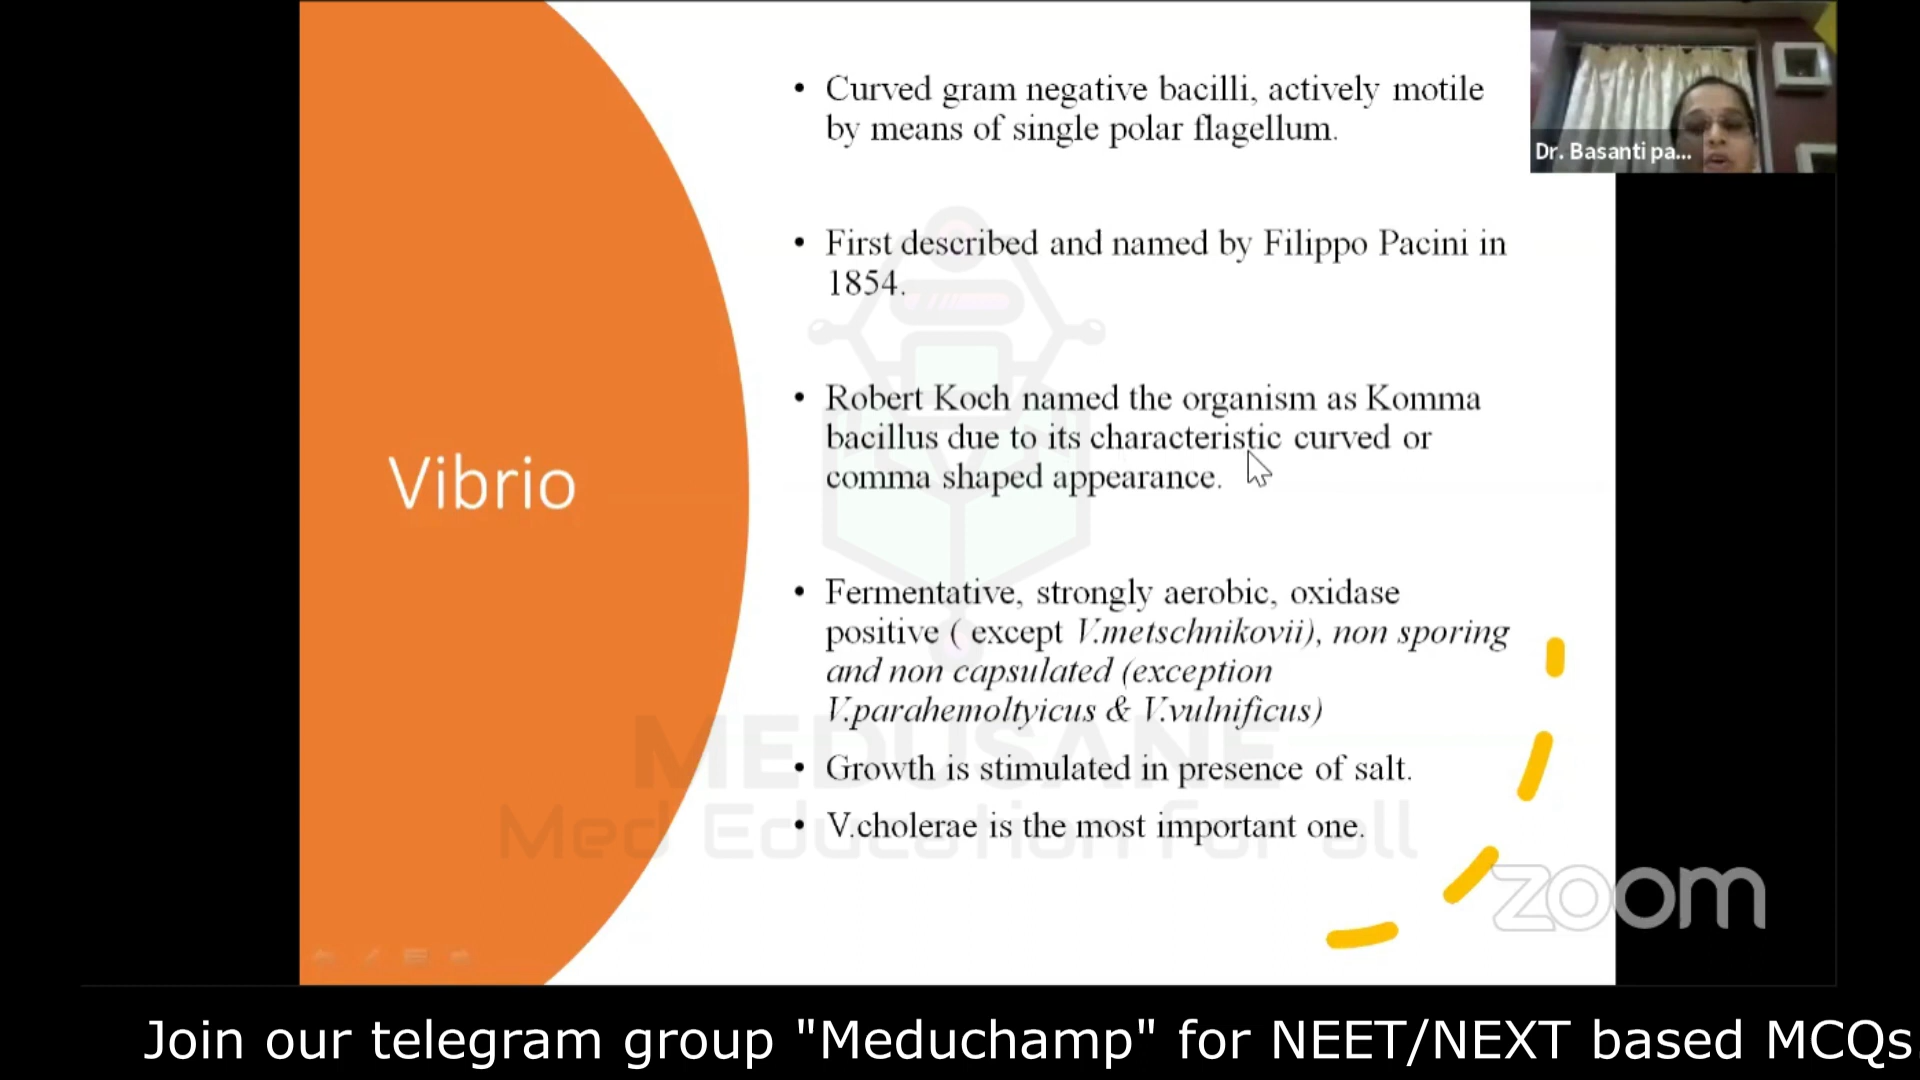 • Curved gram negative bacilli, actively motile
by means of single polar flagellum.
Dr. Basanti pa...
• First described and named by Filippo Pacini in
1854.
• Robert Koch named the organism as Komma
bacillus due to its characteristic curved or
comma shaped appearance.
Vibrio
• Fermentative, strongly aerobic, oxidase
positive ( except V.metschnikovii), non sporing
and non capsulated (exception
V.parahemoltyicus & V.vulnificus)
MEDUSANE
• Growth is stimulated in presence of salt.
Med Education for all
• V.cholerae is the most important one.
zoom
Join our telegram group "Meduchamp" for NEET/NEXT based MCQs